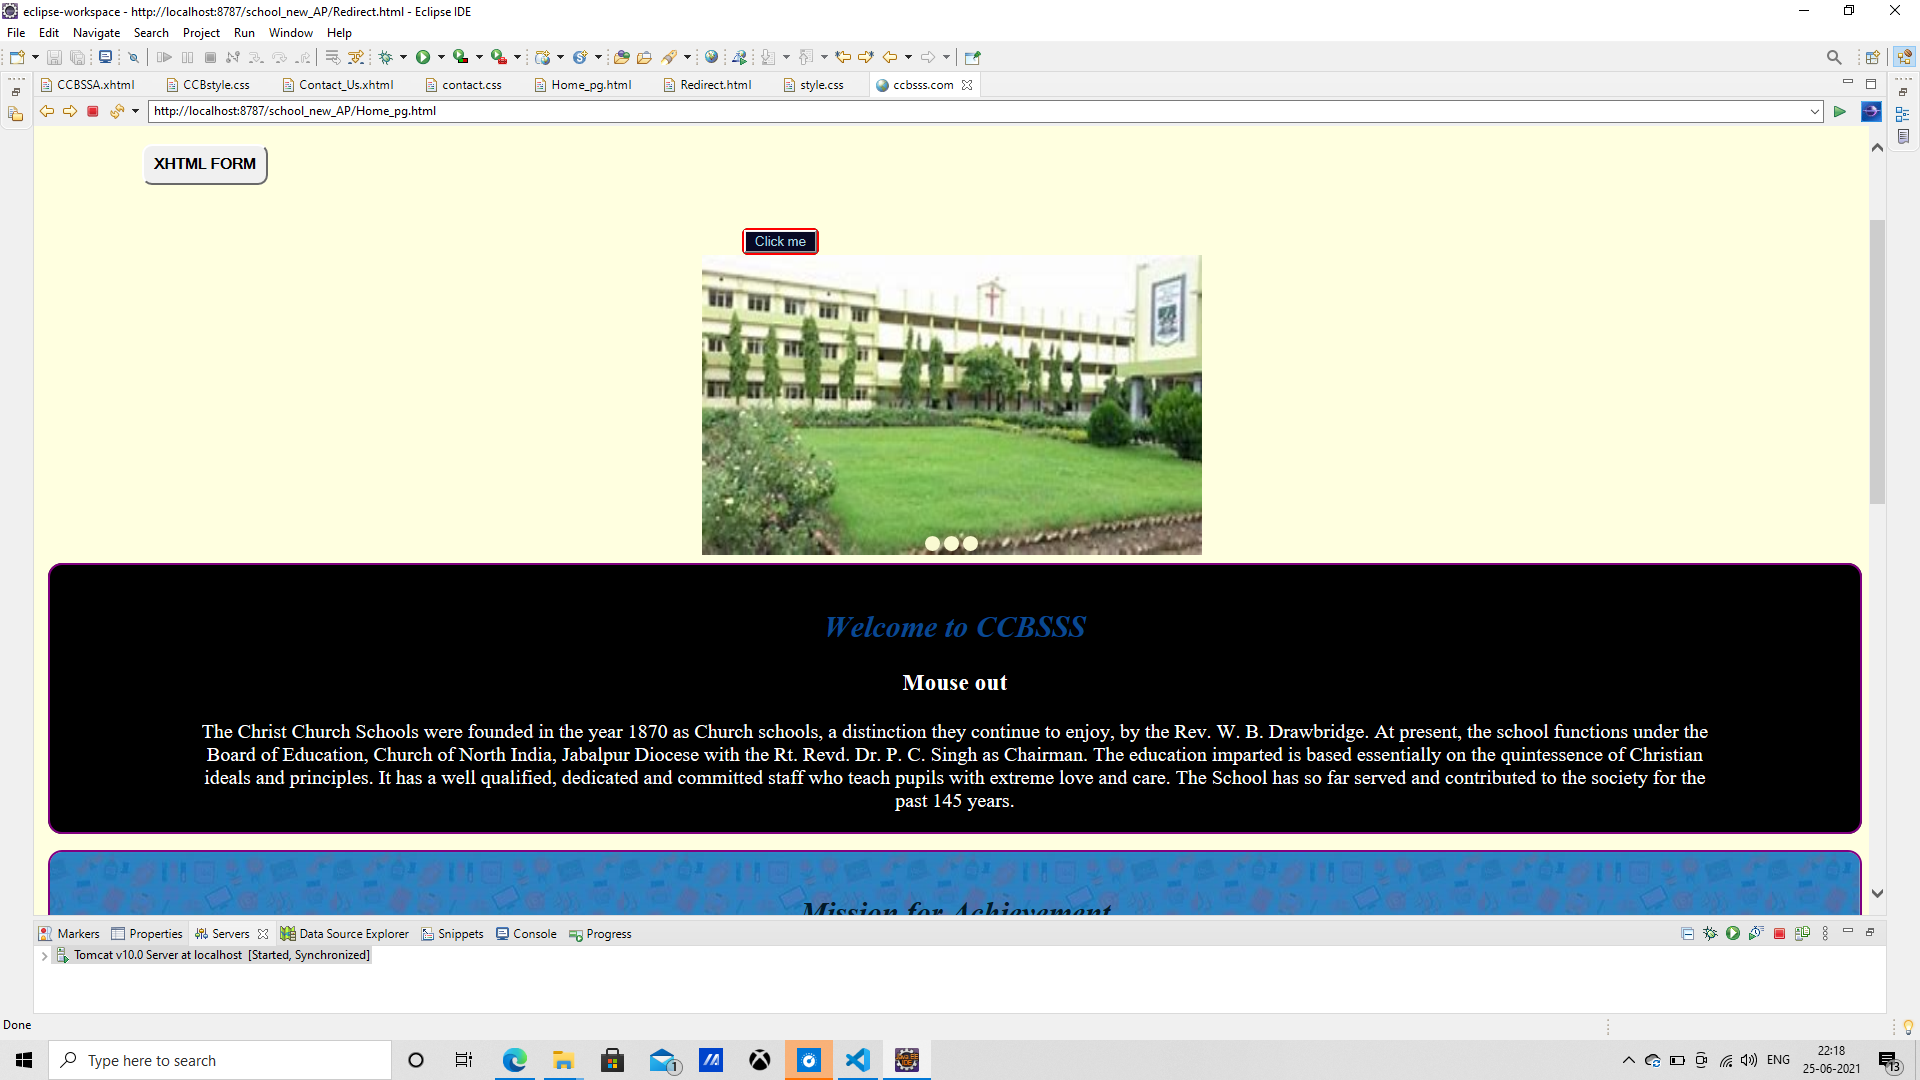 eclipse-workspace - http://localhost:8787/school_new_AP/Redirect.html - Eclipse IDE
File Edit Navigate Search Project Run Window Help
CCBSSA.xhtml CCBstyle.css Contact_Us.xhtml contact.css Home_pg.html Redirect.html style.css ccbsss.com
http://localhost:8787/school_new_AP/Home_pg.html
XHTML FORM
Click me
Welcome to CCBSSS
Mouse out
The Christ Church Schools were founded in the year 1870 as Church schools, a distinction they continue to enjoy, by the Rev. W. B. Drawbridge. At present, the school functions under the
Board of Education, Church of North India, Jabalpur Diocese with the Rt. Revd. Dr. P. C. Singh as Chairman. The education imparted is based essentially on the quintessence of Christian
ideals and principles. It has a well qualified, dedicated and committed staff who teach pupils with extreme love and care. The School has so far served and contributed to the society for the
past 145 years.
Mission for Achievement
Markers Properties Servers Data Source Explorer Snippets Console Progress
Tomcat v10.0 Server at localhost [Started, Synchronized]
Done
Type here to search
1
ENG
22:18
25-06-2021
13